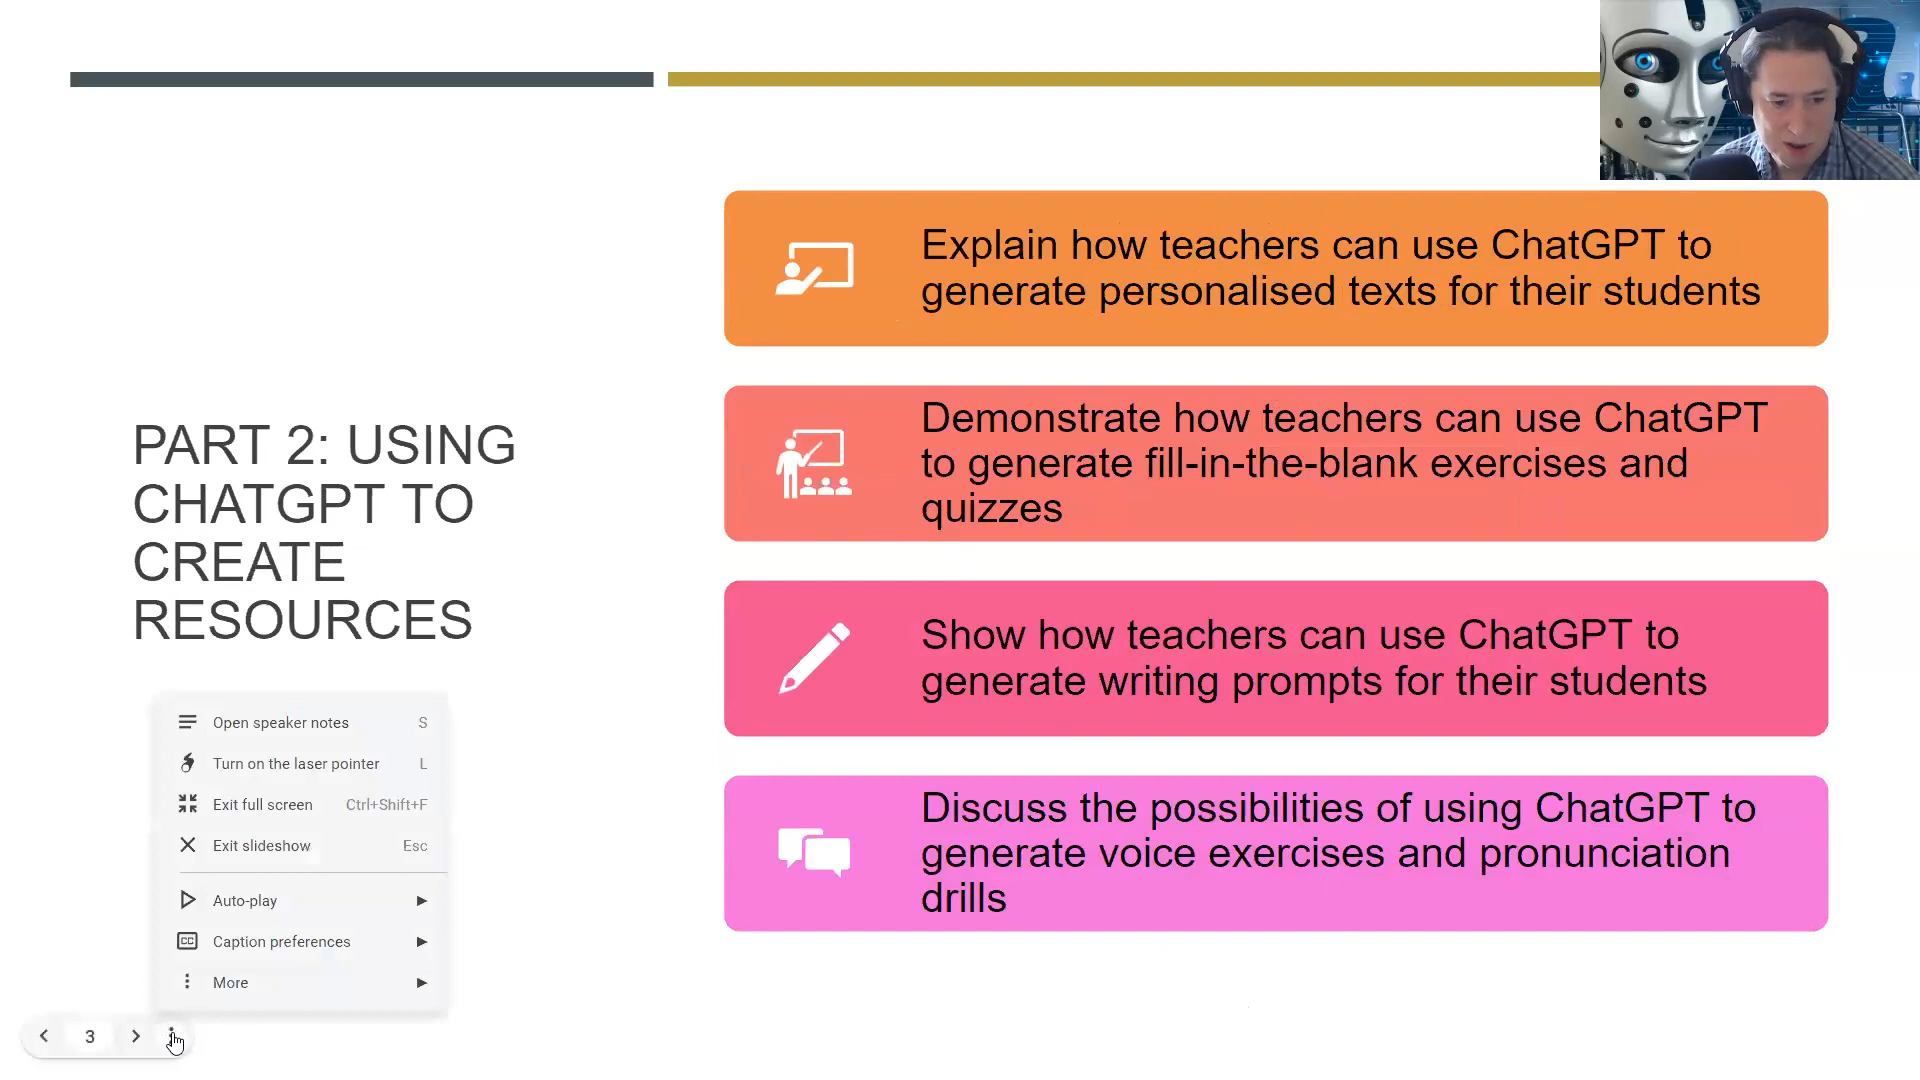 PART 2: USING
CHATGPT TO
CREATE
RESOURCES
Explain how teachers can use ChatGPT to
generate personalised texts for their students
Demonstrate how teachers can use ChatGPT
to generate fill-in-the-blank exercises and
quizzes
Show how teachers can use ChatGPT to
generate writing prompts for their students
Discuss the possibilities of using ChatGPT to
generate voice exercises and pronunciation
drills
Open speaker notes S
Turn on the laser pointer L
Exit full screen Ctrl+Shift+F
Exit slideshow Esc
Auto-play
CC Caption preferences
More
3